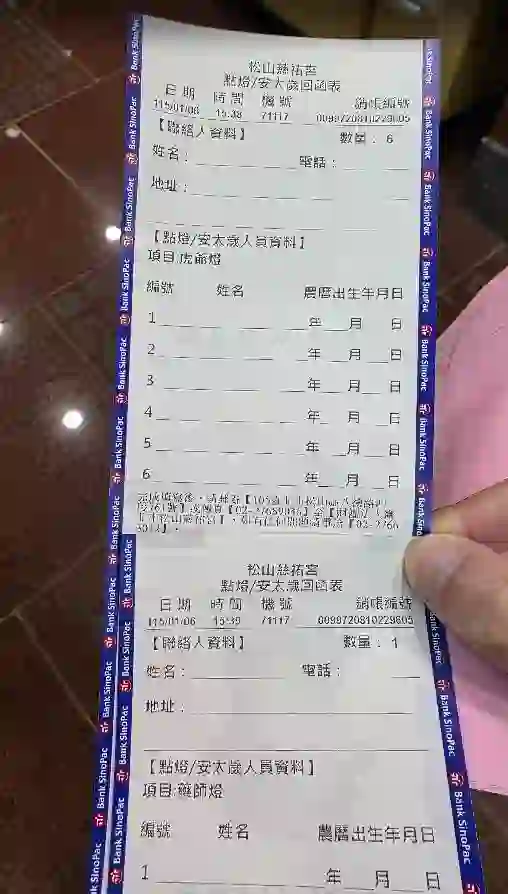 松山慈祐宮
點燈/安太歲回函表
日期 時間 機號 銷帳編號
115/01/06 15:38 71117 0099720810229805
【聯絡人資料】 數量：6
姓名： 電話：
地址：
【點燈/安太歲人員資料】
項目:虎爺燈
編號 姓名 農曆出生年月日
1 年 月 日
2 年 月 日
3 年 月 日
4 年 月 日
5 年 月 日
6 年 月 日
松山慈祐宮
點燈/安太歲回函表
日期 時間 機號 銷帳編號
115/01/06 15:39 71117 0099720810229805
【聯絡人資料】 數量：1
姓名： 電話：
地址：
【點燈/安太歲人員資料】
項目:藥師燈
編號 姓名 農曆出生年月日
1 年 月 日
Bank SinoPac